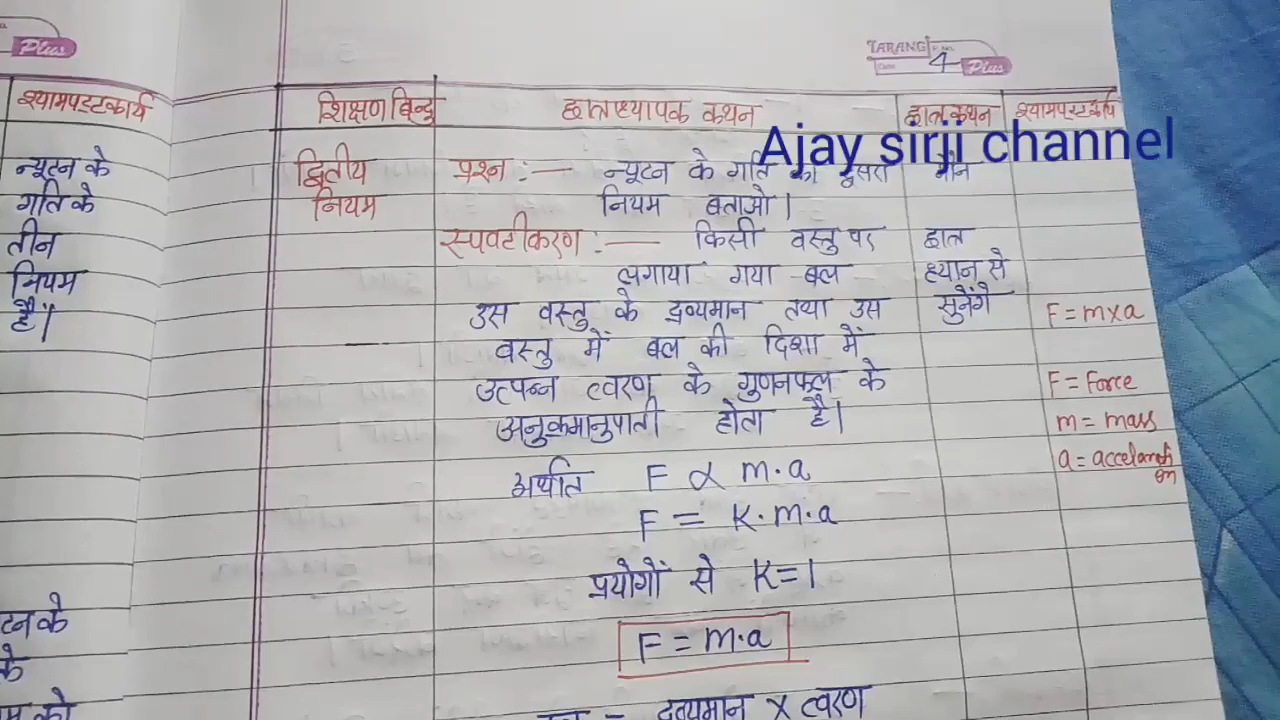 Plus
श्यामपट्टकार्य
न्यूटन के
गति के
तीन
नियम
हैं।
टन के
के
TARANG
4
Plus
शिक्षण बिन्दु
छात्राध्यापक कथन
छात्र कथन
श्यामपट्टकार्य
Ajay sirji channel
द्वितीय
नियम
प्रश्न :— न्यूटन के गति का दूसरा
नियम बताओ।
मौन
स्पष्टीकरण :— किसी वस्तु पर
लगाया गया बल
उस वस्तु के द्रव्यमान तथा उस
वस्तु में बल की दिशा में
उत्पन्न त्वरण के गुणनफल के
अनुक्रमानुपाती होता है।
अर्थात F ∝ m·a
F = K·m·a
प्रयोगों से K=1
F = m·a
द्रव्यमान X त्वरण
छात्र
ध्यान से
सुनेंगे
F = m×a
F = Force
m = mass